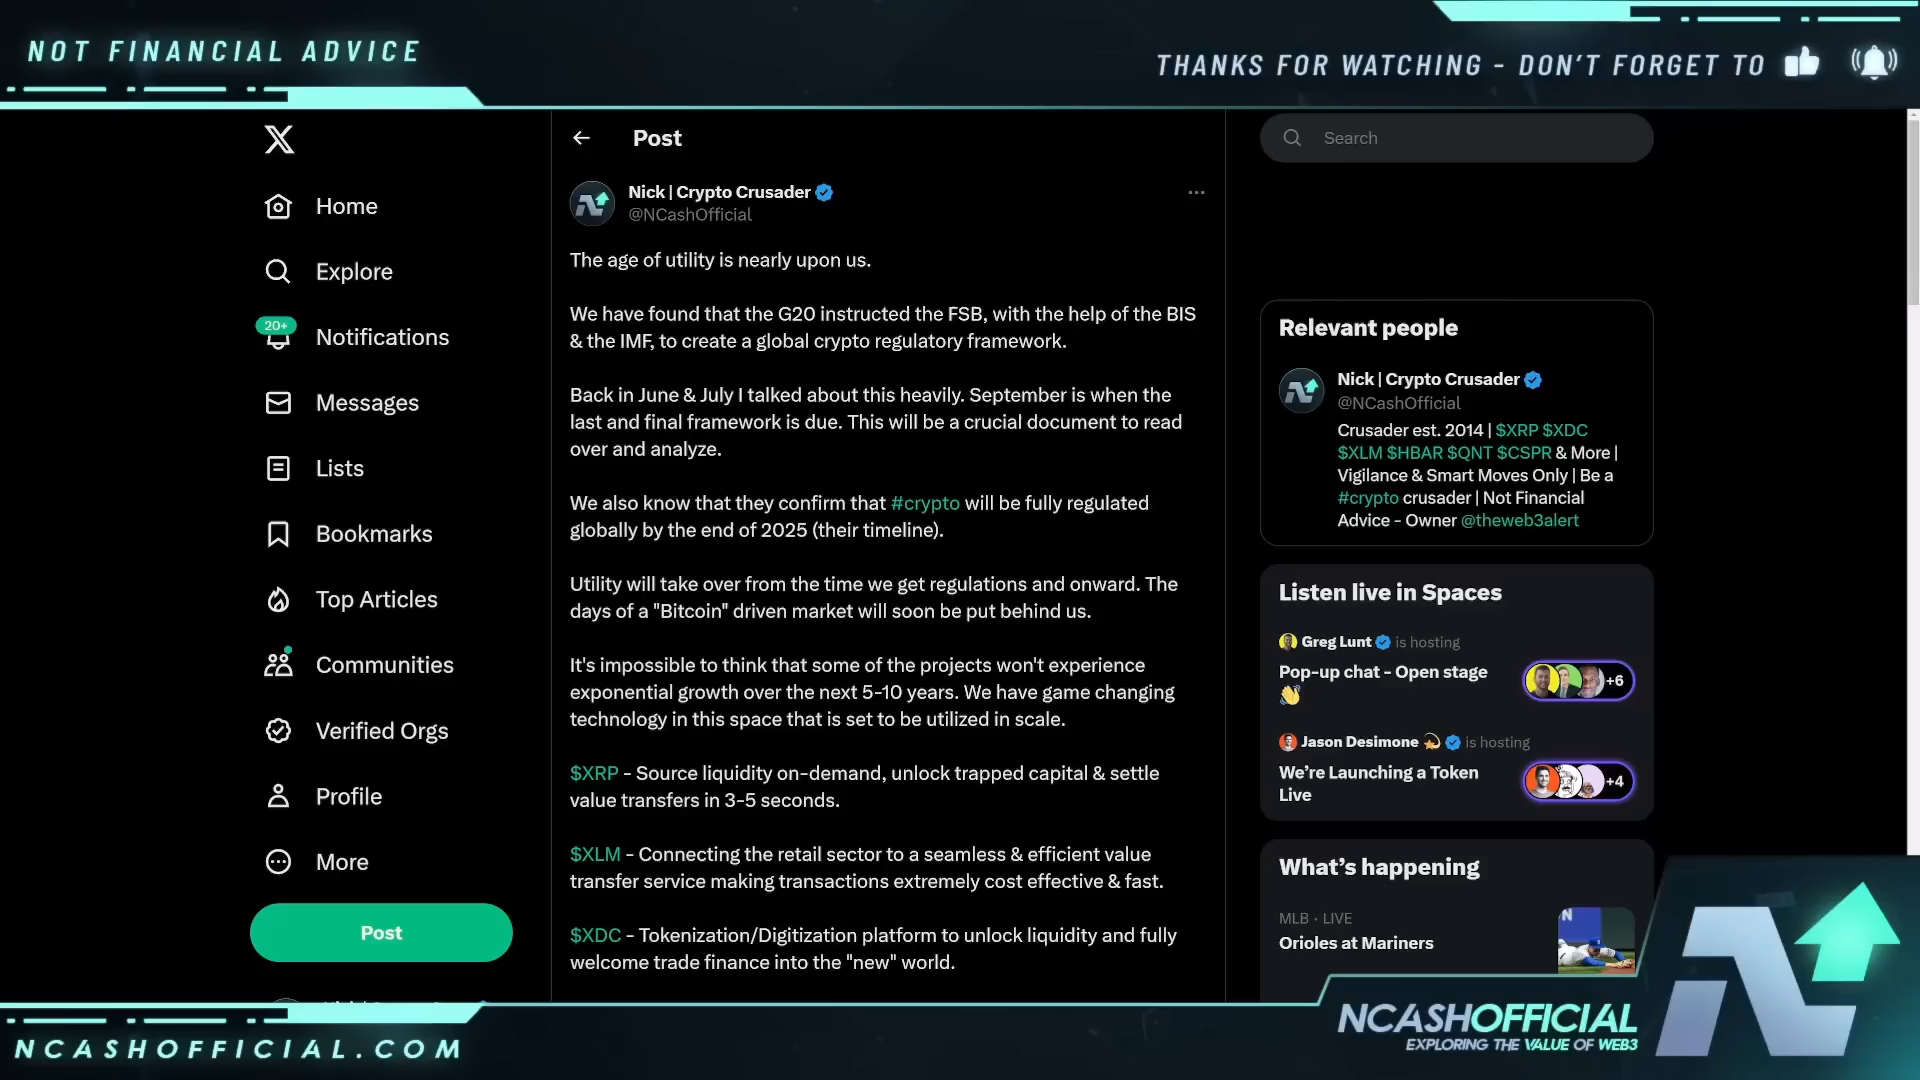 NOT FINANCIAL ADVICE
THANKS FOR WATCHING - DON'T FORGET TO
Home
Explore
20+
Notifications
Messages
Lists
Bookmarks
Top Articles
Communities
Verified Orgs
Profile
More
Post
Post
Nick | Crypto Crusader
@NCashOfficial
The age of utility is nearly upon us.
We have found that the G20 instructed the FSB, with the help of the BIS
& the IMF, to create a global crypto regulatory framework.
Back in June & July I talked about this heavily. September is when the
last and final framework is due. This will be a crucial document to read
over and analyze.
We also know that they confirm that #crypto will be fully regulated
globally by the end of 2025 (their timeline).
Utility will take over from the time we get regulations and onward. The
days of a "Bitcoin" driven market will soon be put behind us.
It's impossible to think that some of the projects won't experience
exponential growth over the next 5-10 years. We have game changing
technology in this space that is set to be utilized in scale.
$XRP - Source liquidity on-demand, unlock trapped capital & settle
value transfers in 3-5 seconds.
$XLM - Connecting the retail sector to a seamless & efficient value
transfer service making transactions extremely cost effective & fast.
$XDC - Tokenization/Digitization platform to unlock liquidity and fully
welcome trade finance into the "new" world.
Search
Relevant people
Nick | Crypto Crusader
@NCashOfficial
Crusader est. 2014 | $XRP $XDC
$XLM $HBAR $QNT $CSPR & More |
Vigilance & Smart Moves Only | Be a
#crypto crusader | Not Financial
Advice - Owner @theweb3alert
Listen live in Spaces
Greg Lunt is hosting
Pop-up chat - Open stage
+6
Jason Desimone is hosting
We're Launching a Token
Live
+4
What's happening
MLB · LIVE
Orioles at Mariners
NCASHOFFICIAL.COM
NCASHOFFICIAL
EXPLORING THE VALUE OF WEB3